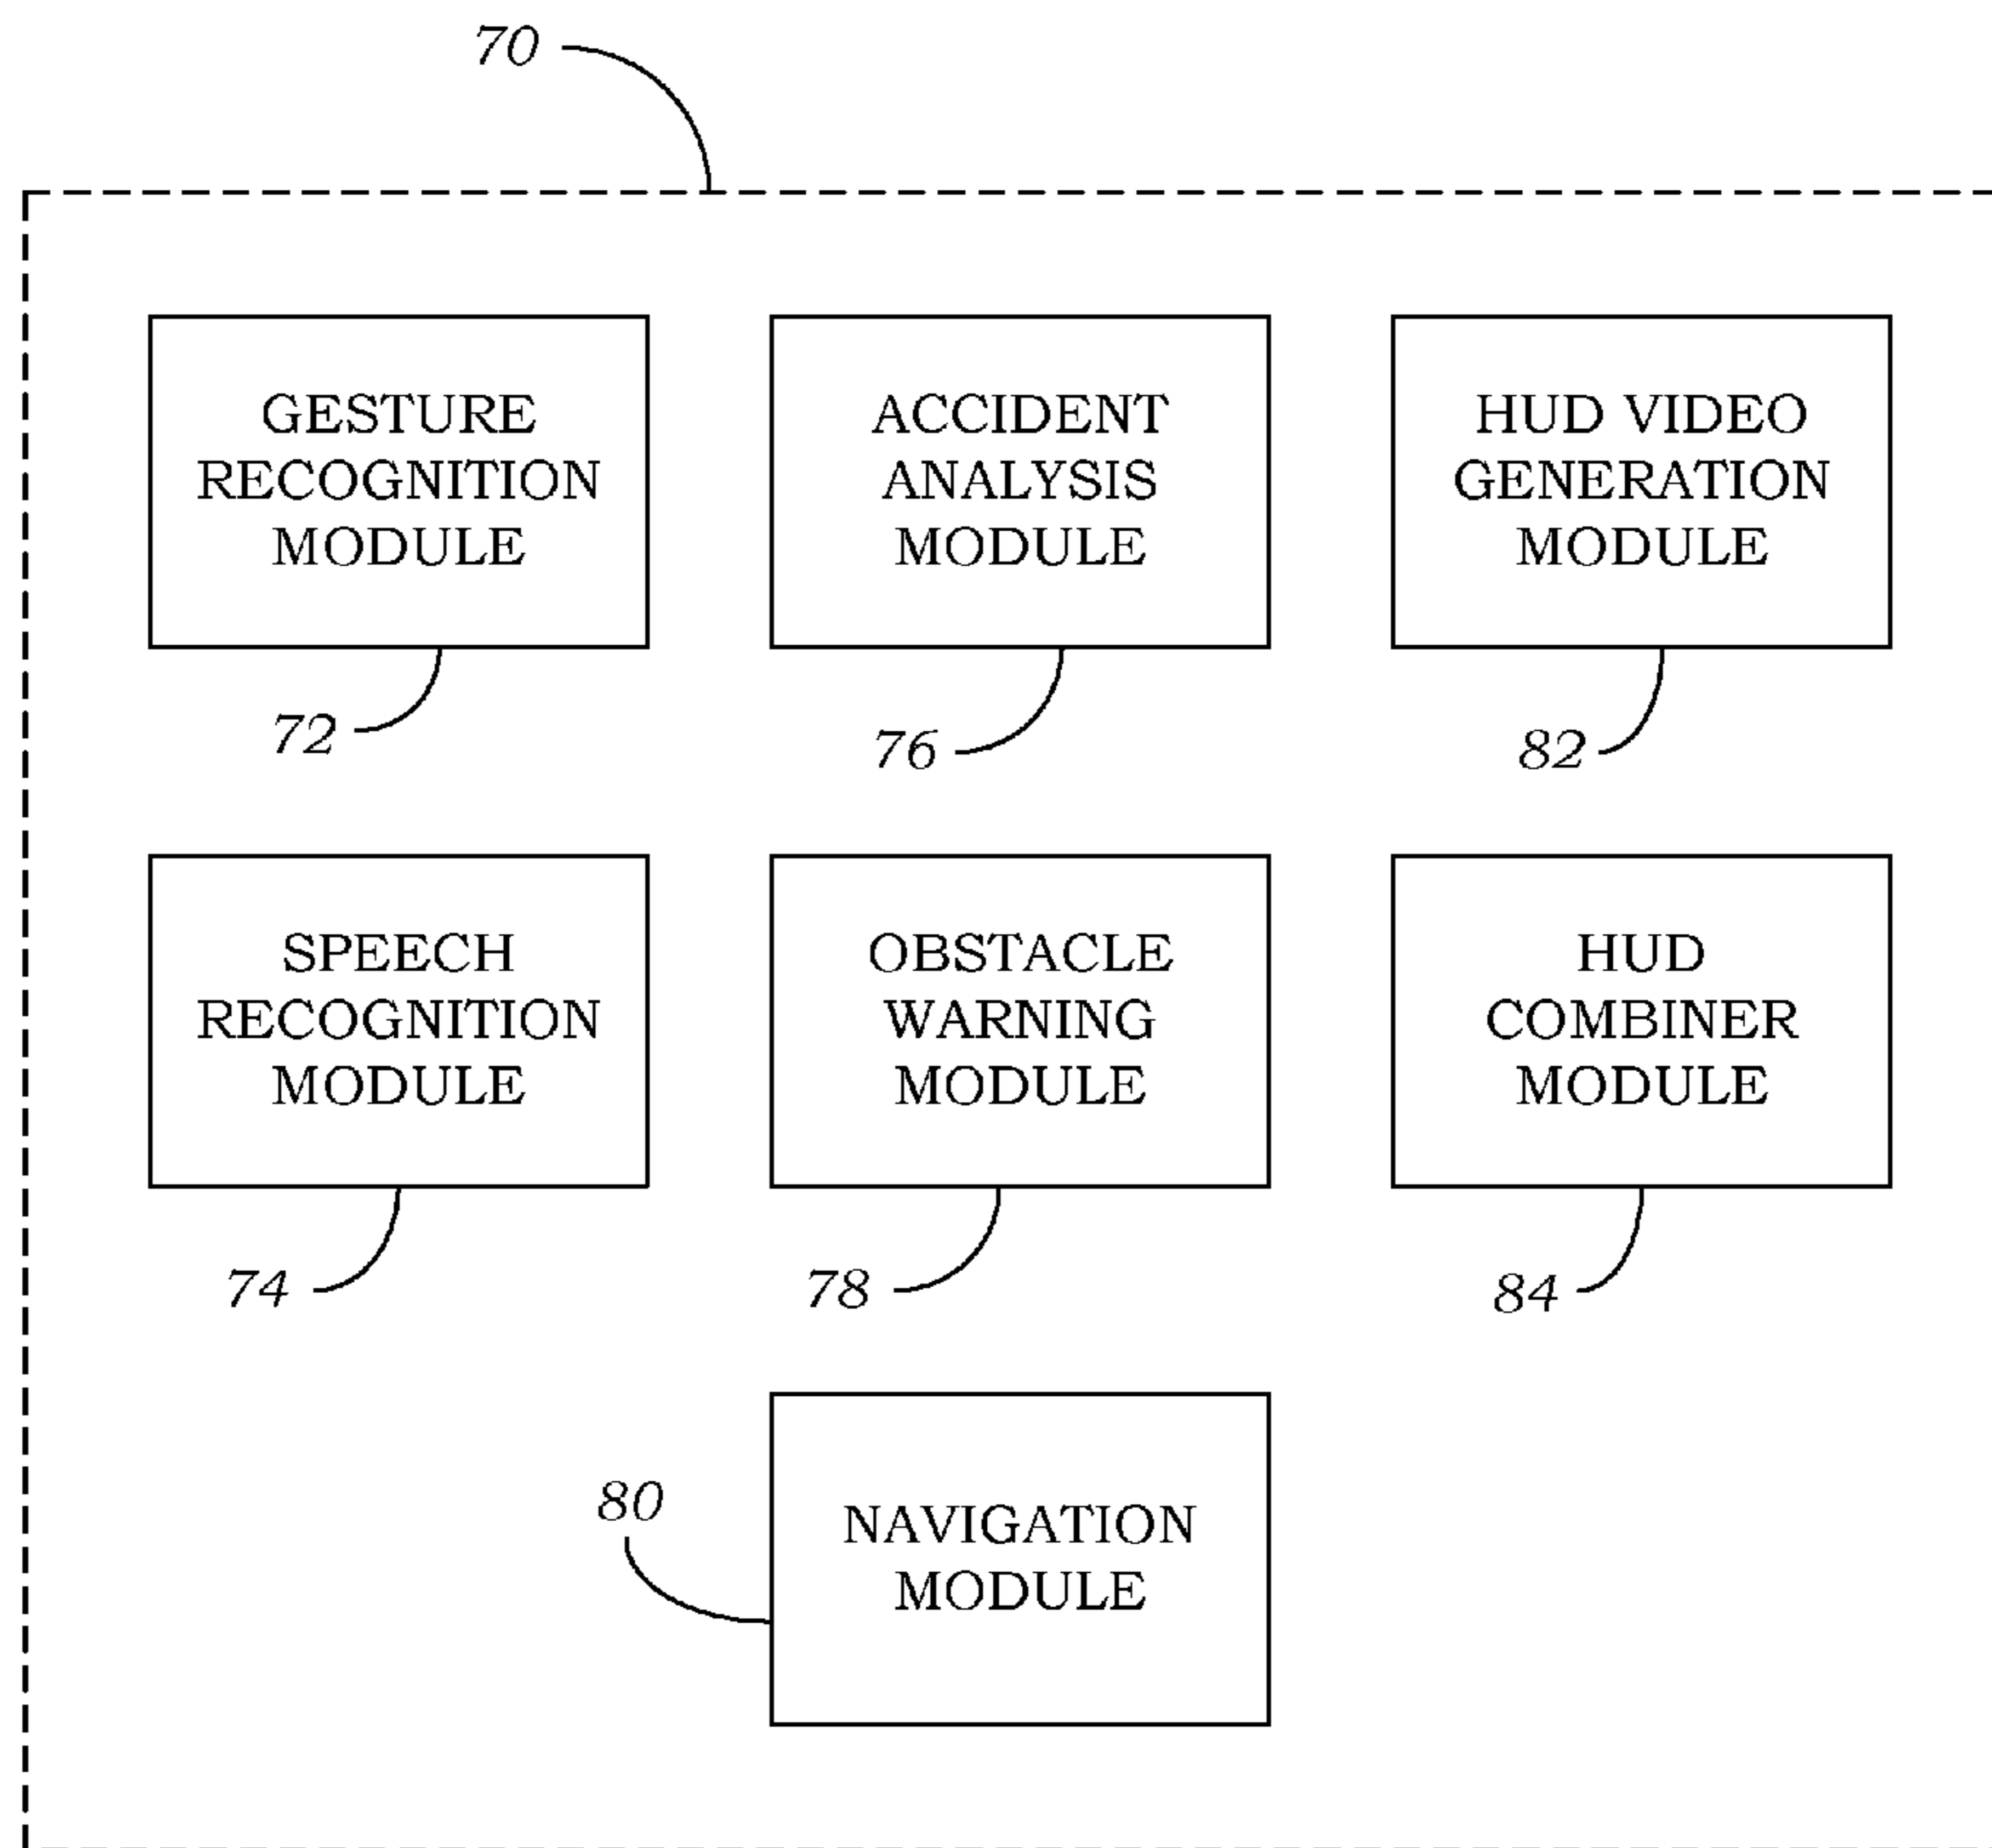 70
GESTURE
RECOGNITION
MODULE
72
ACCIDENT
ANALYSIS
MODULE
76
HUD VIDEO
GENERATION
MODULE
82
SPEECH
RECOGNITION
MODULE
74
OBSTACLE
WARNING
MODULE
78
HUD
COMBINER
MODULE
84
80
NAVIGATION
MODULE